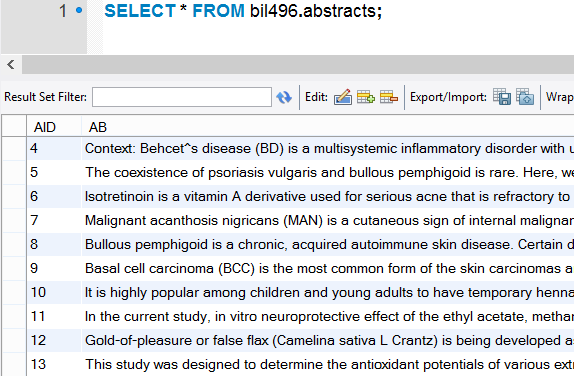 1 SELECT * FROM bil496.abstracts;
Result Set Filter: Edit: Export/Import: Wrap
AID AB
4 Context: Behcet^s disease (BD) is a multisystemic inflammatory disorder with
5 The coexistence of psoriasis vulgaris and bullous pemphigoid is rare. Here, we
6 Isotretinoin is a vitamin A derivative used for serious acne that is refractory to
7 Malignant acanthosis nigricans (MAN) is a cutaneous sign of internal malignan
8 Bullous pemphigoid is a chronic, acquired autoimmune skin disease. Certain d
9 Basal cell carcinoma (BCC) is the most common form of the skin carcinomas a
10 It is highly popular among children and young adults to have temporary henna
11 In the current study, in vitro neuroprotective effect of the ethyl acetate, methan
12 Gold-of-pleasure or false flax (Camelina sativa L Crantz) is being developed as
13 This study was designed to determine the antioxidant potentials of various ext